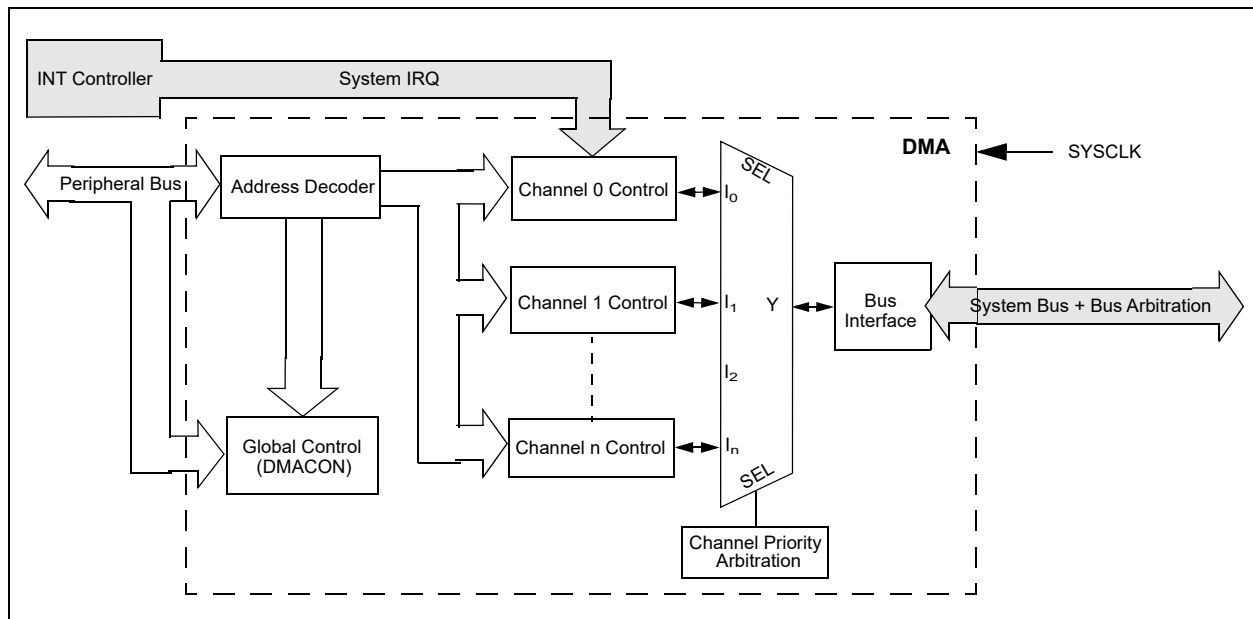 INT Controller
System IRQ
DMA
SYSCLK
Peripheral Bus
Address Decoder
Channel 0 Control
SEL
I0
Channel 1 Control
I1
Y
Bus
Interface
System Bus + Bus Arbitration
I2
Global Control
(DMACON)
Channel n Control
In
SEL
Channel Priority
Arbitration